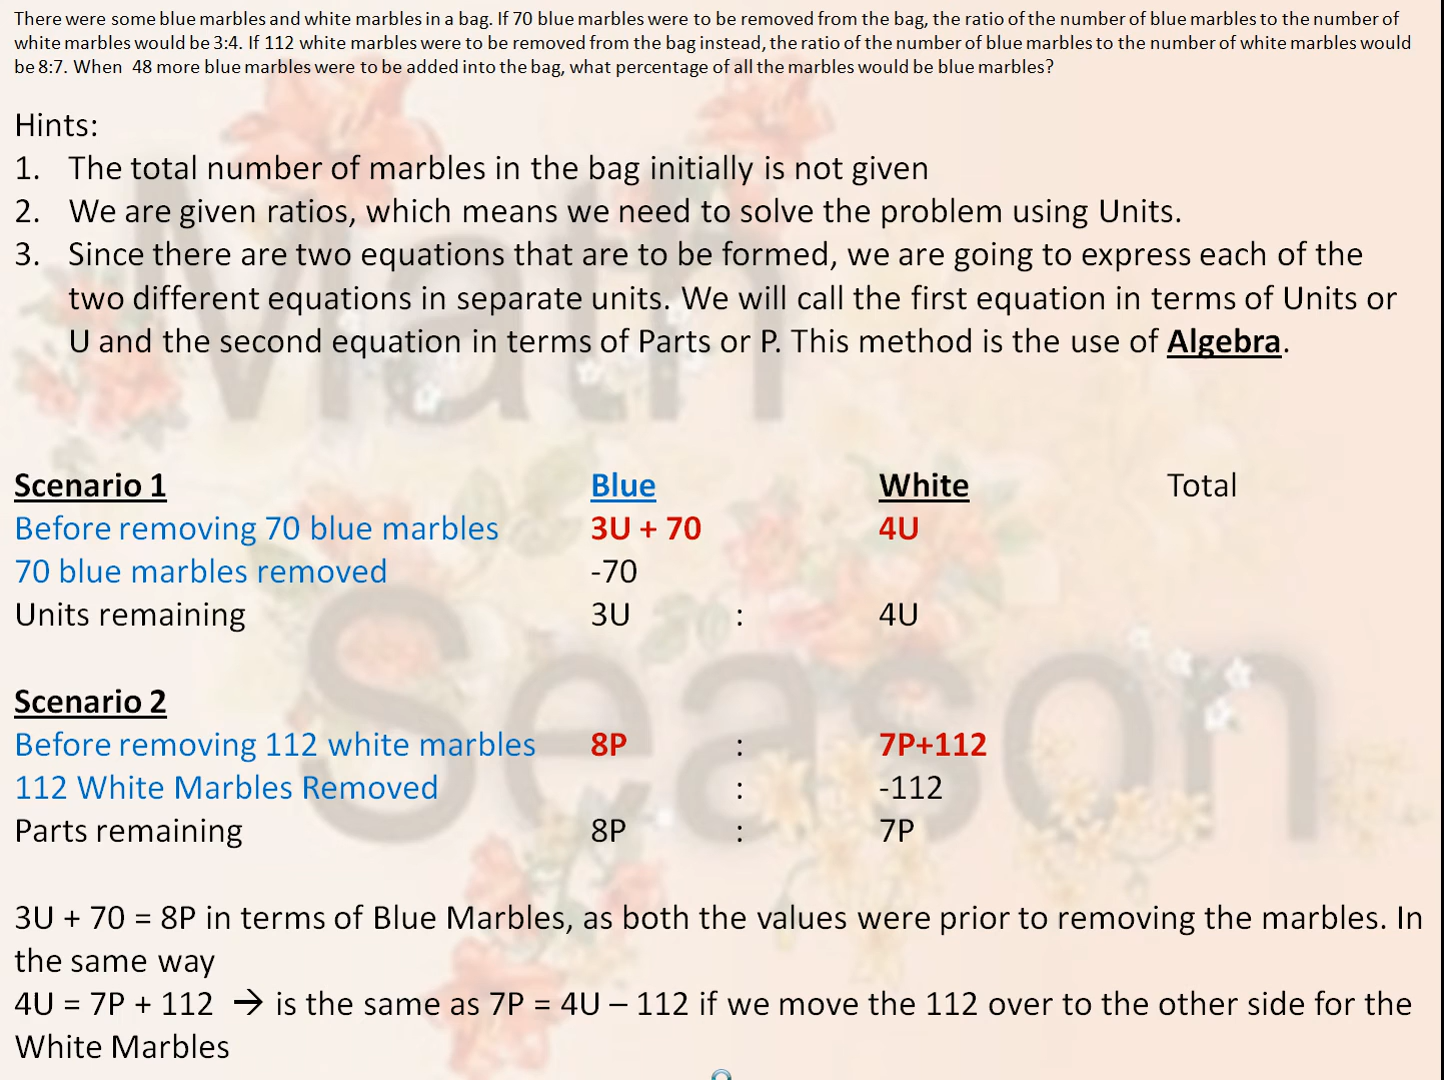 There were some blue marbles and white marbles in a bag. If 70 blue marbles were to be removed from the bag, the ratio of the number of blue marbles to the number of
white marbles would be 3:4. If 112 white marbles were to be removed from the bag instead, the ratio of the number of blue marbles to the number of white marbles would
be 8:7. When 48 more blue marbles were to be added into the bag, what percentage of all the marbles would be blue marbles?
Hints:
1. The total number of marbles in the bag initially is not given
2. We are given ratios, which means we need to solve the problem using Units.
3. Since there are two equations that are to be formed, we are going to express each of the
two different equations in separate units. We will call the first equation in terms of Units or
U and the second equation in terms of Parts or P. This method is the use of Algebra.
Math
Season
Scenario 1 Blue White Total
Before removing 70 blue marbles 3U + 70 4U
70 blue marbles removed -70
Units remaining 3U : 4U
Scenario 2
Before removing 112 white marbles 8P : 7P+112
112 White Marbles Removed : -112
Parts remaining 8P : 7P
3U + 70 = 8P in terms of Blue Marbles, as both the values were prior to removing the marbles. In
the same way
4U = 7P + 112 → is the same as 7P = 4U – 112 if we move the 112 over to the other side for the
White Marbles